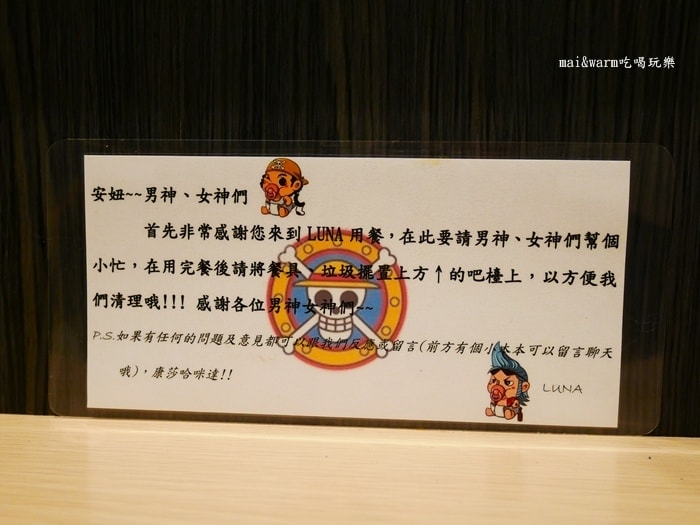 mai&warm吃喝玩樂
安妞~~男神、女神們
首先非常感謝您來到 LUNA 用餐，在此要請男神、女神們幫個
小忙，在用完餐後請將餐具、垃圾擺置上方↑的吧檯上，以方便我
們清理哦!!! 感謝各位男神女神們~~
P.S.如果有任何的問題及意見都可以跟我們反應或留言(前方有個小本本可以留言聊天
哦)，康莎哈咪達!!
LUNA